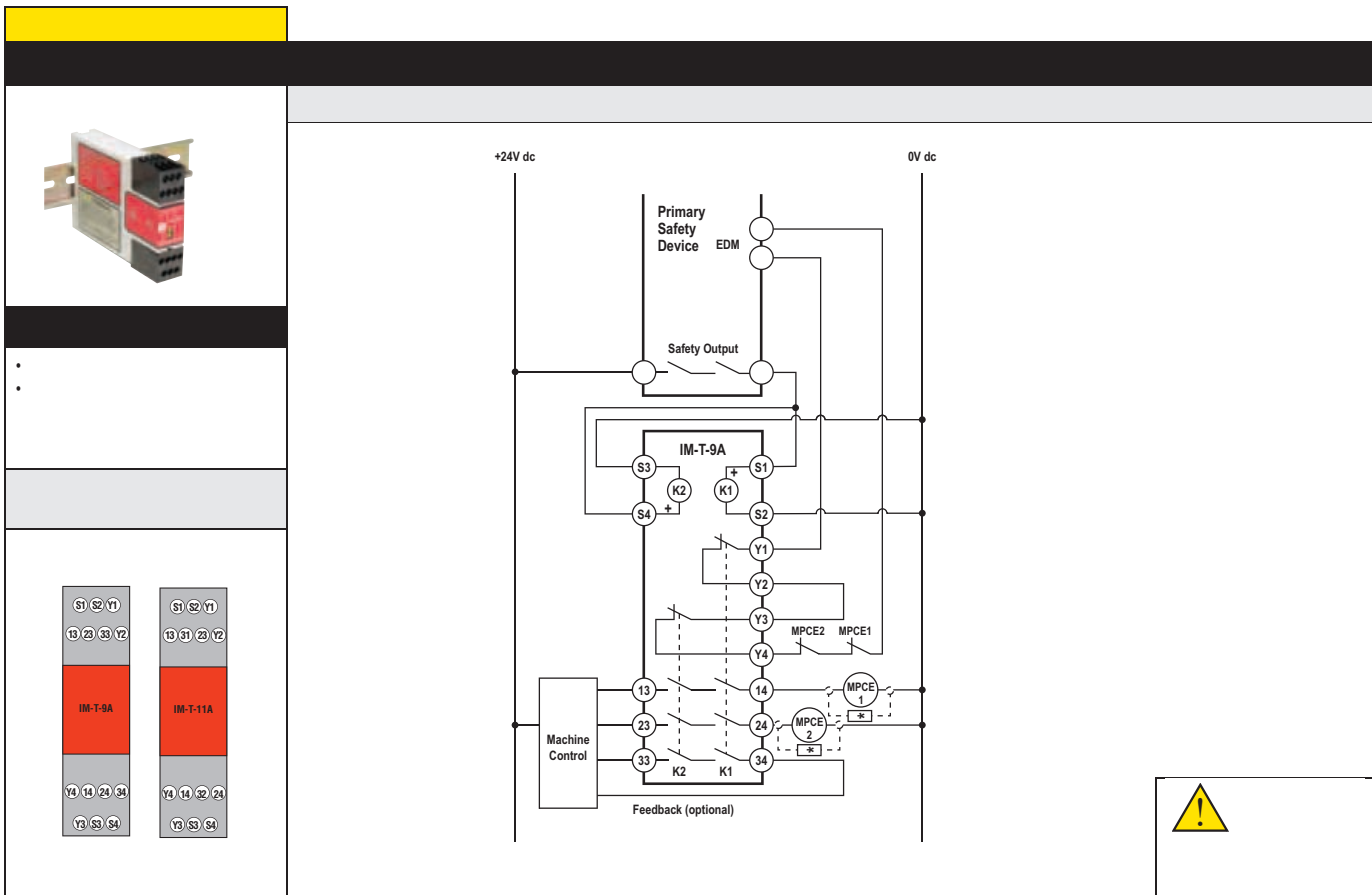 +24V dc
0V dc
Primary
Safety
Device
EDM
Safety Output
IM-T-9A
S3
S1
K2
K1
+
+
S4
S2
Y1
Y2
Y3
MPCE2
MPCE1
Y4
13
14
MPCE
1
*
23
24
MPCE
2
*
Machine
Control
33
K2
K1
34
Feedback (optional)
S1 S2 Y1
13 23 33 Y2
IM-T-9A
Y4 14 24 34
Y3 S3 S4
S1 S2 Y1
13 31 23 Y2
IM-T-11A
Y4 14 32 24
Y3 S3 S4
!